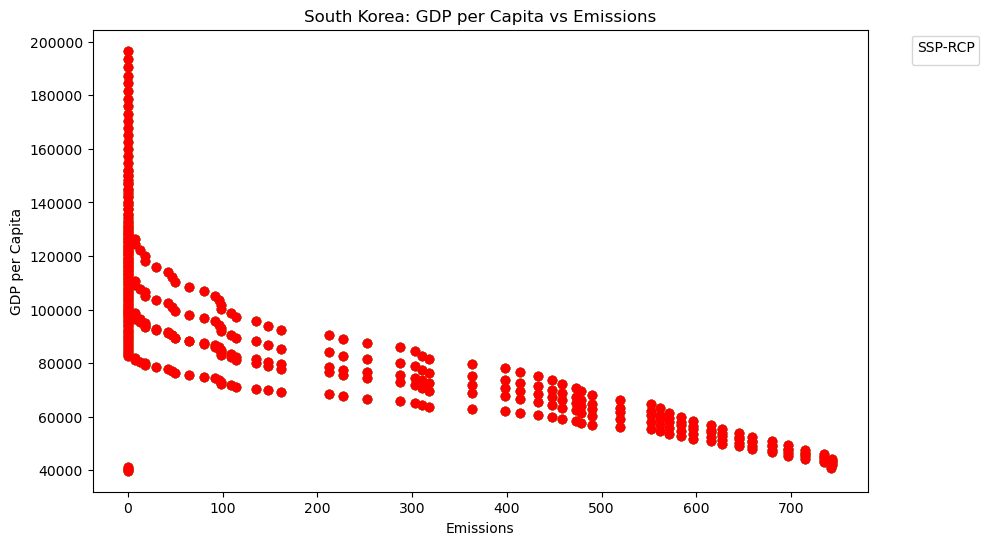 South Korea: GDP per Capita vs Emissions
SSP-RCP
200000
180000
160000
140000
120000
100000
80000
60000
40000
GDP per Capita
0 100 200 300 400 500 600 700
Emissions